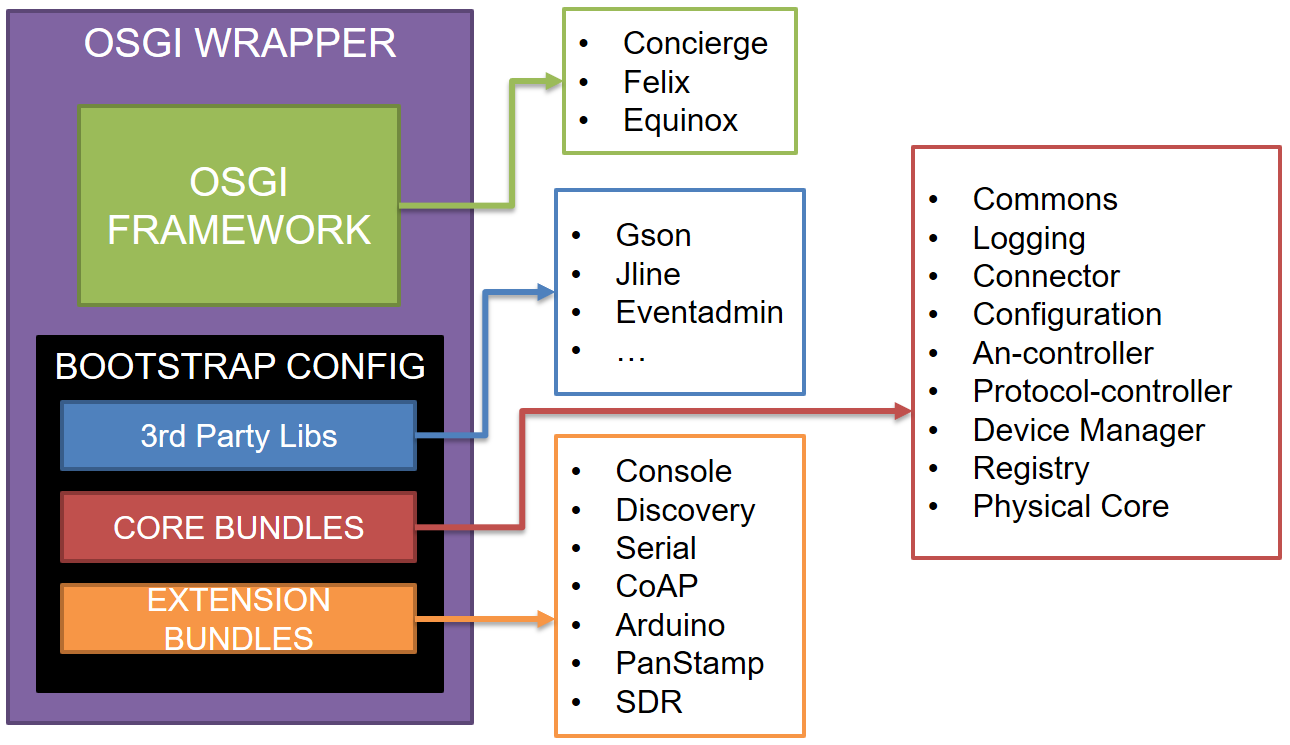 OSGI WRAPPER
OSGI
FRAMEWORK
BOOTSTRAP CONFIG
3rd Party Libs
CORE BUNDLES
EXTENSION
BUNDLES
• Concierge
• Felix
• Equinox
• Gson
• Jline
• Eventadmin
• …
• Console
• Discovery
• Serial
• CoAP
• Arduino
• PanStamp
• SDR
• Commons
• Logging
• Connector
• Configuration
• An-controller
• Protocol-controller
• Device Manager
• Registry
• Physical Core